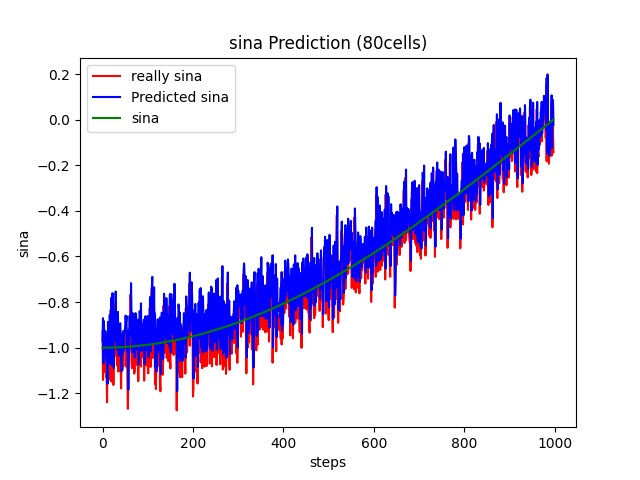 sina Prediction (80cells)
really sina
Predicted sina
sina
0.2
0.0
−0.2
−0.4
−0.6
−0.8
−1.0
−1.2
sina
0 200 400 600 800 1000
steps